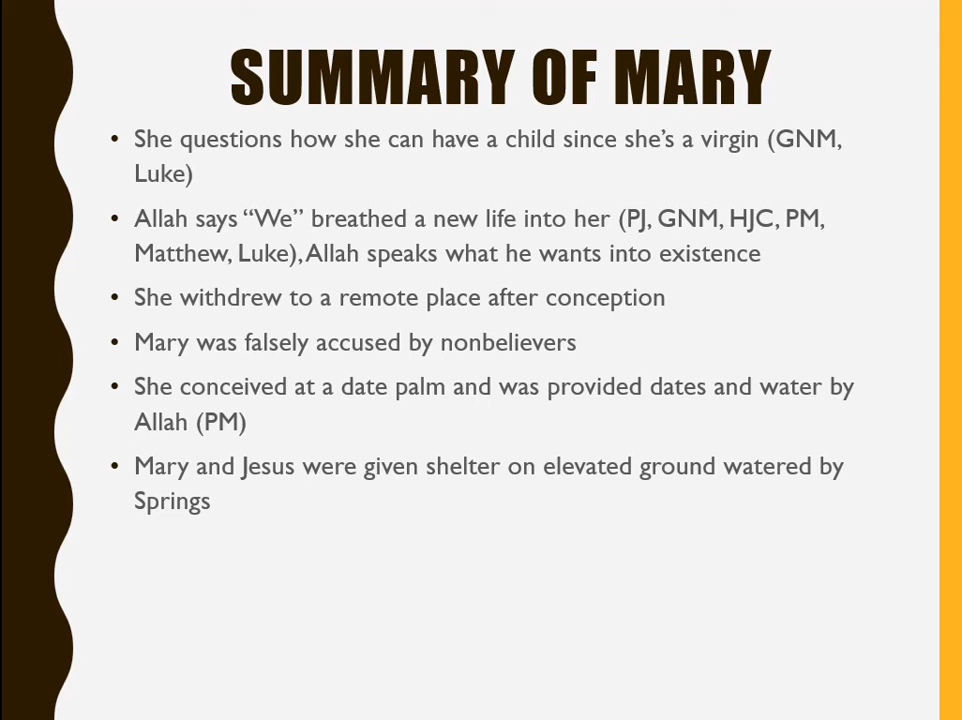 SUMMARY OF MARY
• She questions how she can have a child since she's a virgin (GNM,
Luke)
• Allah says “We” breathed a new life into her (PJ, GNM, HJC, PM,
Matthew, Luke), Allah speaks what he wants into existence
• She withdrew to a remote place after conception
• Mary was falsely accused by nonbelievers
• She conceived at a date palm and was provided dates and water by
Allah (PM)
• Mary and Jesus were given shelter on elevated ground watered by
Springs